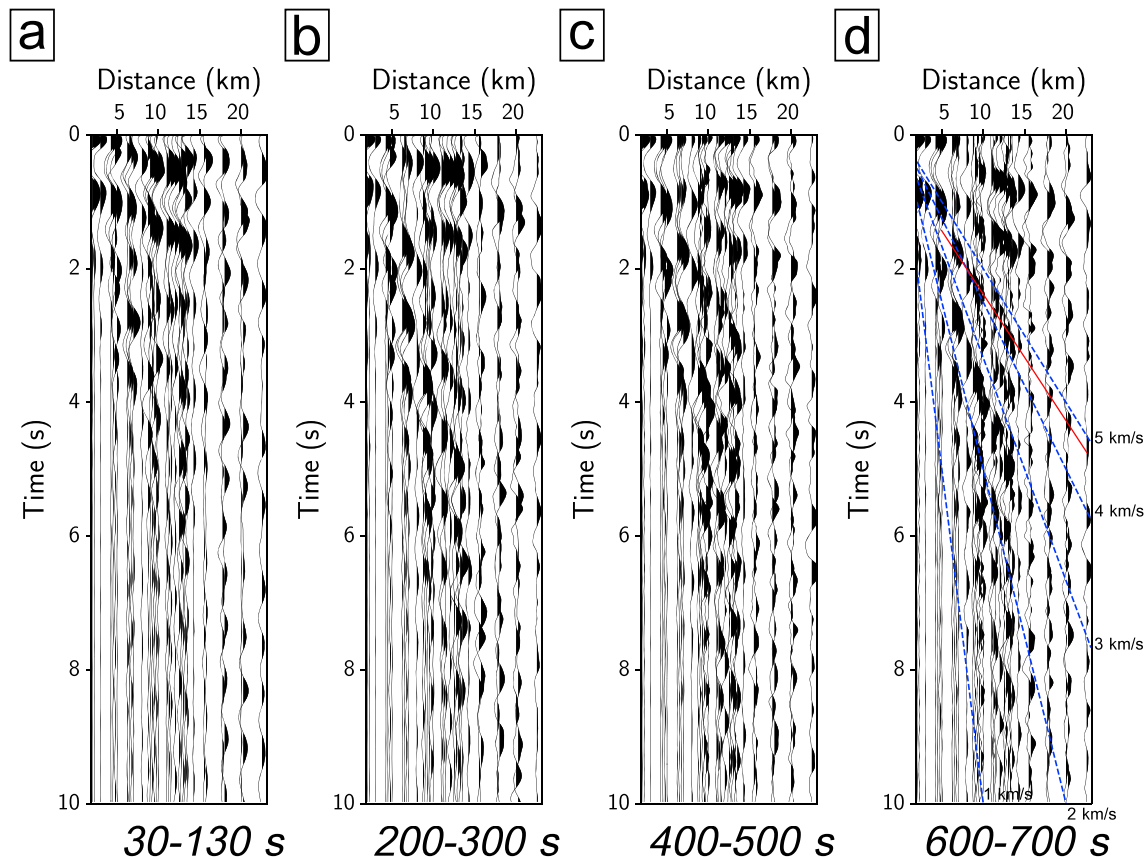 a
b
c
d
Distance (km)
Distance (km)
Distance (km)
Distance (km)
5 10 15 20
5 10 15 20
5 10 15 20
5 10 15 20
0
2
4
6
8
10
Time (s)
0
2
4
6
8
10
Time (s)
0
2
4
6
8
10
Time (s)
0
2
4
6
8
10
Time (s)
5 km/s
4 km/s
3 km/s
1 km/s
2 km/s
30-130 s
200-300 s
400-500 s
600-700 s